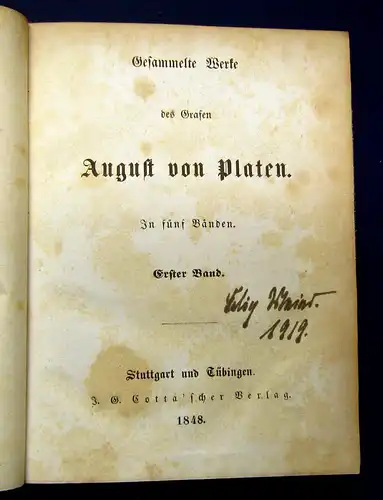 Gesammelte Werke
des Grafen
August von Platen.
In fünf Bänden.
Erster Band.
1919.
Stuttgart und Tübingen.
J. G. Cotta'scher Verlag.
1848.